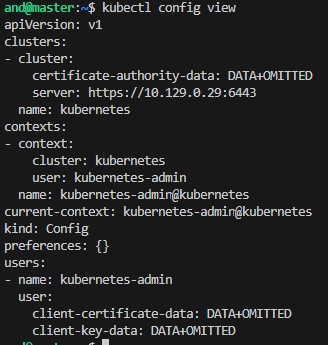 and@master:~$ kubectl config view
apiVersion: v1
clusters:
- cluster:
    certificate-authority-data: DATA+OMITTED
    server: https://10.129.0.29:6443
  name: kubernetes
contexts:
- context:
    cluster: kubernetes
    user: kubernetes-admin
  name: kubernetes-admin@kubernetes
current-context: kubernetes-admin@kubernetes
kind: Config
preferences: {}
users:
- name: kubernetes-admin
  user:
    client-certificate-data: DATA+OMITTED
    client-key-data: DATA+OMITTED